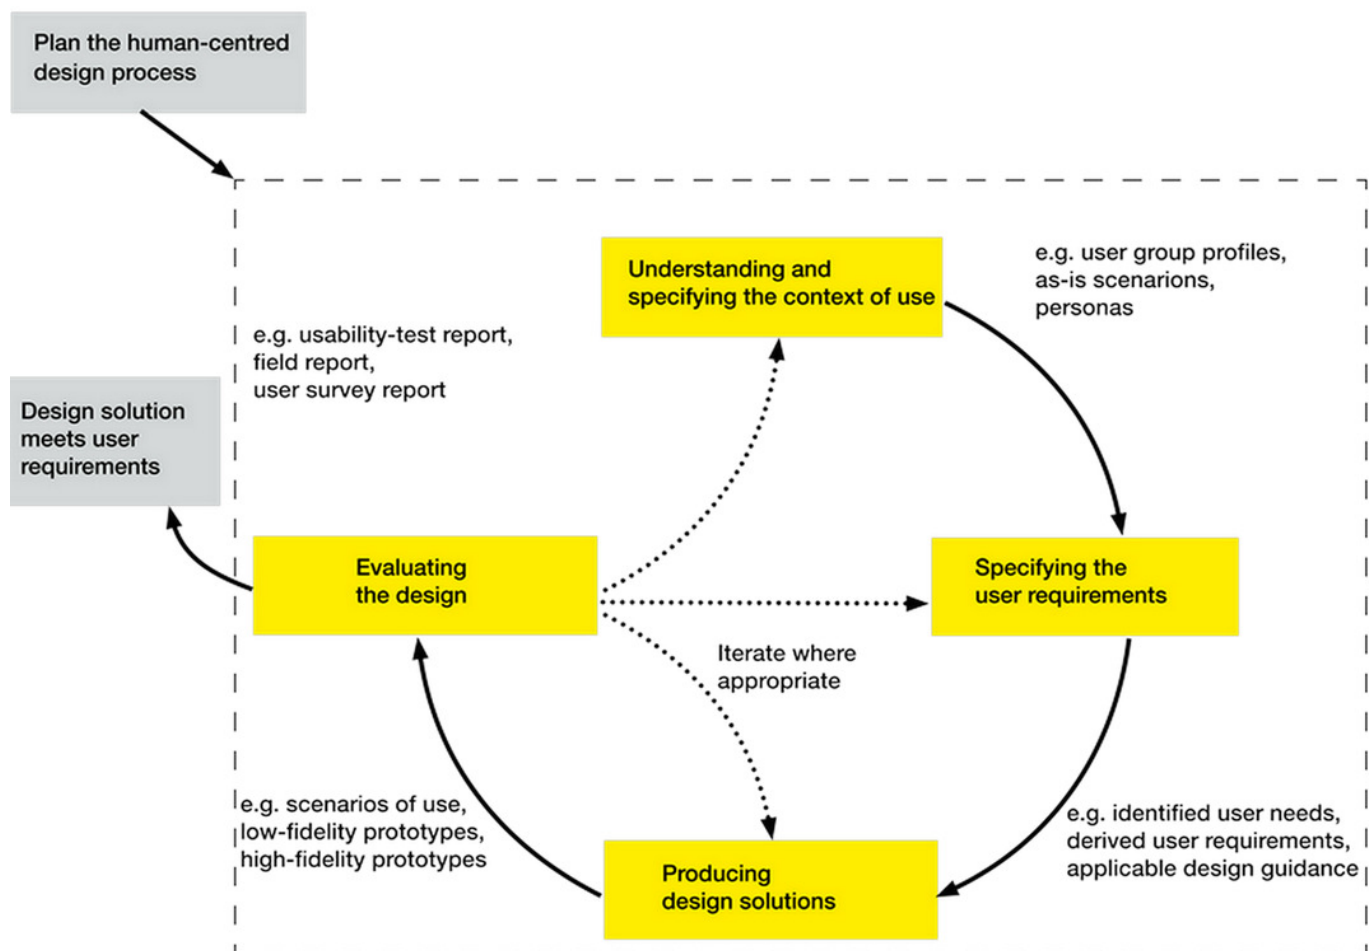 Plan the human-centred
design process
Understanding and
specifying the context of use
e.g. user group profiles,
as-is scenarions,
personas
e.g. usability-test report,
field report,
user survey report
Design solution
meets user
requirements
Evaluating
the design
Specifying the
user requirements
Iterate where
appropriate
e.g. scenarios of use,
low-fidelity prototypes,
high-fidelity prototypes
Producing
design solutions
e.g. identified user needs,
derived user requirements,
applicable design guidance